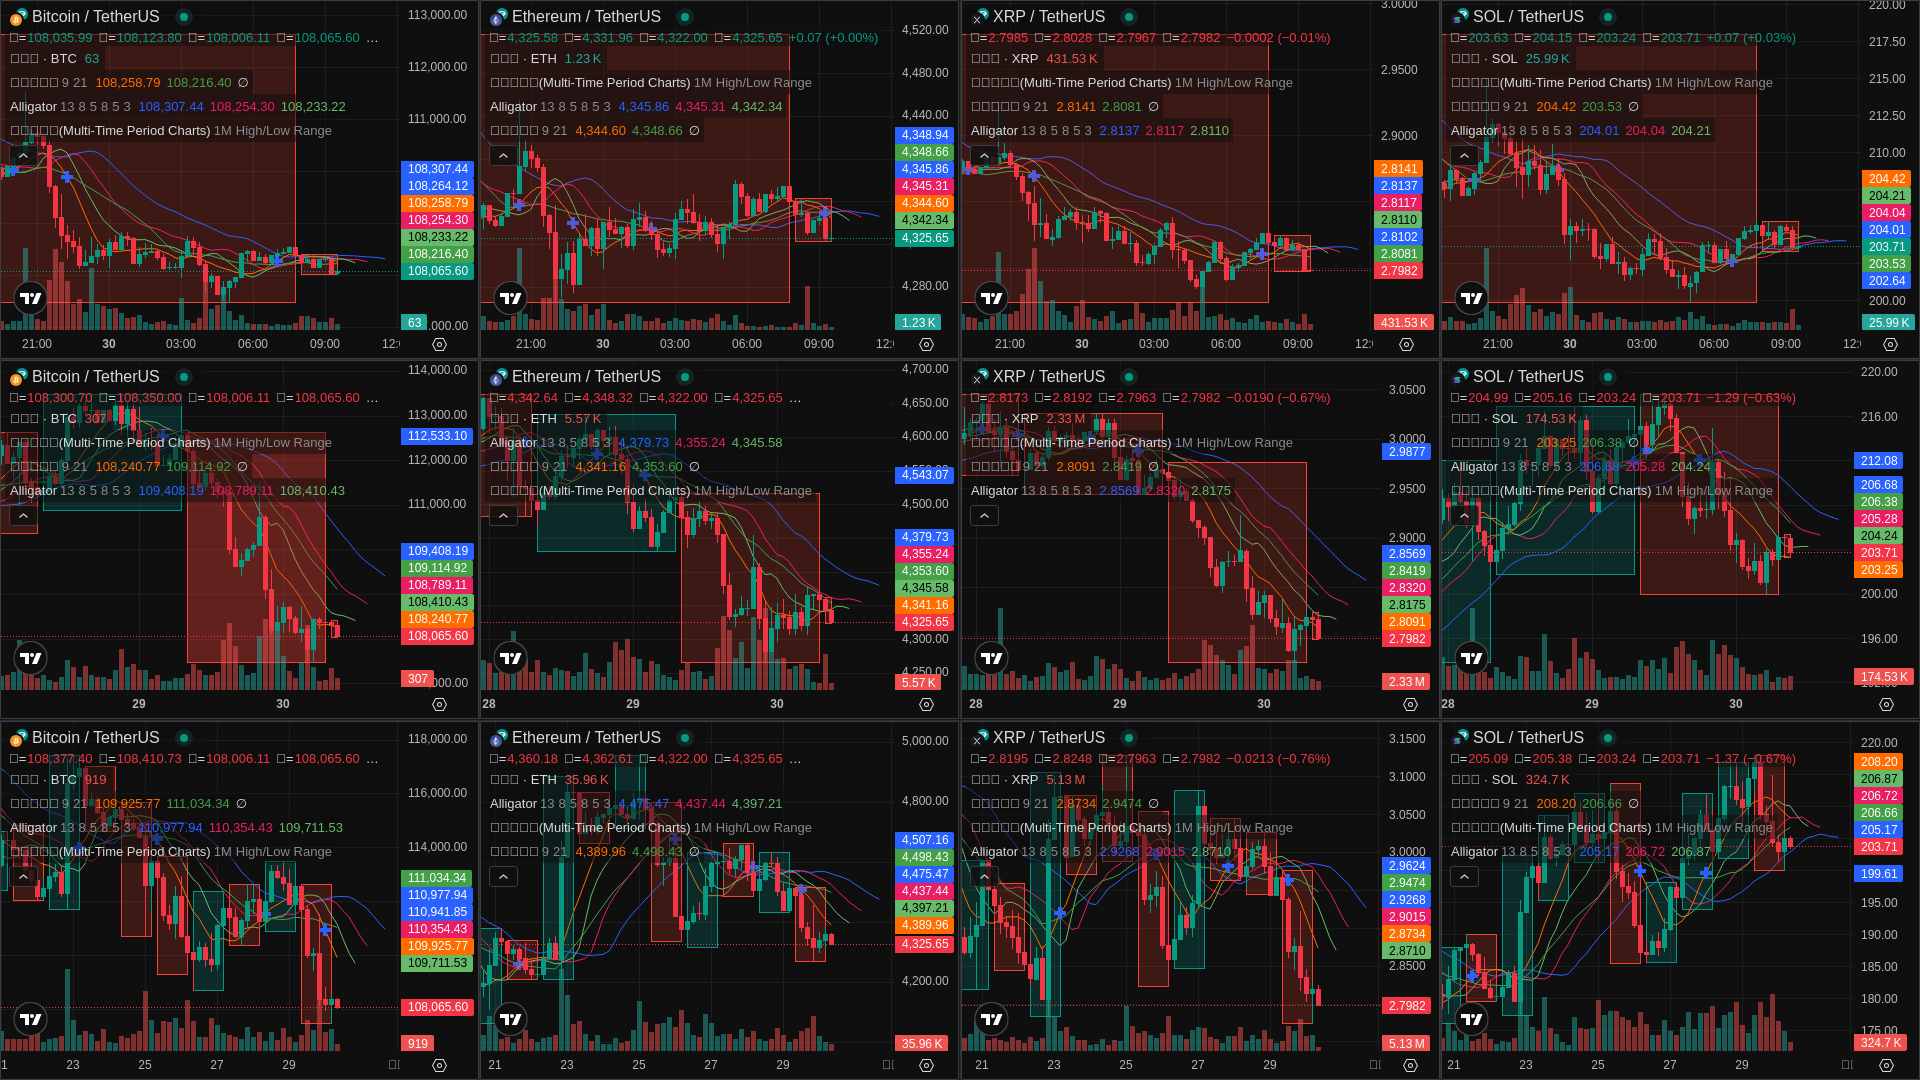 Bitcoin / TetherUS
□=108,035.99 □=108,123.80 □=108,006.11 □=108,065.60 …
□□□ · BTC 63
□□□□□ 9 21 108,258.79 108,216.40 ∅
Alligator 13 8 5 8 5 3 108,307.44 108,254.30 108,233.22
□□□□□(Multi-Time Period Charts) 1M High/Low Range
113,000.00
112,000.00
111,000.00
108,307.44
108,264.12
108,258.79
108,254.30
108,233.22
108,216.40
108,065.60
63
21:00 30 03:00 06:00 09:00
Ethereum / TetherUS
□=4,325.58 □=4,331.96 □=4,322.00 □=4,325.65 +0.07 (+0.00%)
□□□ · ETH 1.23 K
□□□□□(Multi-Time Period Charts) 1M High/Low Range
Alligator 13 8 5 8 5 3 4,345.86 4,345.31 4,342.34
□□□□□ 9 21 4,344.60 4,348.66 ∅
4,520.00
4,480.00
4,440.00
4,348.94
4,348.66
4,345.86
4,345.31
4,344.60
4,342.34
4,325.65
4,280.00
1.23 K
21:00 30 03:00 06:00 09:00
XRP / TetherUS
□=2.7985 □=2.8028 □=2.7967 □=2.7982 −0.0002 (−0.01%)
□□□ · XRP 431.53 K
□□□□□(Multi-Time Period Charts) 1M High/Low Range
□□□□□ 9 21 2.8141 2.8081 ∅
Alligator 13 8 5 8 5 3 2.8137 2.8117 2.8110
3.0000
2.9500
2.9000
2.8141
2.8137
2.8117
2.8110
2.8102
2.8081
2.7982
431.53 K
21:00 30 03:00 06:00 09:00
SOL / TetherUS
□=203.63 □=204.15 □=203.24 □=203.71 +0.07 (+0.03%)
□□□ · SOL 25.99 K
□□□□□(Multi-Time Period Charts) 1M High/Low Range
□□□□□ 9 21 204.42 203.53 ∅
Alligator 13 8 5 8 5 3 204.01 204.04 204.21
220.00
217.50
215.00
212.50
210.00
204.42
204.21
204.04
204.01
203.71
203.53
202.64
200.00
25.99 K
21:00 30 03:00 06:00 09:00
Bitcoin / TetherUS
□=108,300.70 □=108,350.00 □=108,006.11 □=108,065.60 …
□□□ · BTC 307
□□□□□(Multi-Time Period Charts) 1M High/Low Range
□□□□□ 9 21 108,240.77 109,114.92 ∅
Alligator 13 8 5 8 5 3 109,408.19 108,789.11 108,410.43
114,000.00
113,000.00
112,533.10
112,000.00
111,000.00
109,408.19
109,114.92
108,789.11
108,410.43
108,240.77
108,065.60
307
29 30
Ethereum / TetherUS
□=4,342.64 □=4,348.32 □=4,322.00 □=4,325.65 …
□□□ · ETH 5.57 K
Alligator 13 8 5 8 5 3 4,379.73 4,355.24 4,345.58
□□□□□ 9 21 4,341.16 4,353.60 ∅
□□□□□(Multi-Time Period Charts) 1M High/Low Range
4,700.00
4,650.00
4,600.00
4,543.07
4,500.00
4,379.73
4,355.24
4,353.60
4,345.58
4,341.16
4,325.65
4,300.00
4,250.00
5.57 K
28 29 30
XRP / TetherUS
□=2.8173 □=2.8192 □=2.7963 □=2.7982 −0.0190 (−0.67%)
□□□ · XRP 2.33 M
□□□□□(Multi-Time Period Charts) 1M High/Low Range
□□□□□ 9 21 2.8091 2.8419 ∅
Alligator 13 8 5 8 5 3 2.8569 2.8320 2.8175
3.0500
3.0000
2.9877
2.9500
2.9000
2.8569
2.8419
2.8320
2.8175
2.8091
2.7982
2.33 M
28 29 30
SOL / TetherUS
□=204.99 □=205.16 □=203.24 □=203.71 −1.29 (−0.63%)
□□□ · SOL 174.53 K
□□□□□ 9 21 203.25 206.38 ∅
Alligator 13 8 5 8 5 3 206.68 205.28 204.24
□□□□□(Multi-Time Period Charts) 1M High/Low Range
220.00
216.00
212.08
206.68
206.38
205.28
204.24
203.71
203.25
200.00
196.00
174.53 K
28 29 30
Bitcoin / TetherUS
□=108,377.40 □=108,410.73 □=108,006.11 □=108,065.60 …
□□□ · BTC 919
□□□□□ 9 21 109,925.77 111,034.34 ∅
Alligator 13 8 5 8 5 3 110,977.94 110,354.43 109,711.53
□□□□□(Multi-Time Period Charts) 1M High/Low Range
118,000.00
116,000.00
114,000.00
111,034.34
110,977.94
110,941.85
110,354.43
109,925.77
109,711.53
108,065.60
919
23 25 27 29
Ethereum / TetherUS
□=4,360.18 □=4,362.61 □=4,322.00 □=4,325.65 …
□□□ · ETH 35.96 K
Alligator 13 8 5 8 5 3 4,475.47 4,437.44 4,397.21
□□□□□(Multi-Time Period Charts) 1M High/Low Range
□□□□□ 9 21 4,389.96 4,498.43 ∅
5,000.00
4,800.00
4,507.16
4,498.43
4,475.47
4,437.44
4,397.21
4,389.96
4,325.65
4,200.00
35.96 K
21 23 25 27 29
XRP / TetherUS
□=2.8195 □=2.8248 □=2.7963 □=2.7982 −0.0213 (−0.76%)
□□□ · XRP 5.13 M
□□□□□ 9 21 2.8734 2.9474 ∅
□□□□□(Multi-Time Period Charts) 1M High/Low Range
Alligator 13 8 5 8 5 3 2.9268 2.9015 2.8710
3.1500
3.1000
3.0500
3.0000
2.9624
2.9474
2.9268
2.9015
2.8734
2.8710
2.8500
2.7982
5.13 M
21 23 25 27 29
SOL / TetherUS
□=205.09 □=205.38 □=203.24 □=203.71 −1.37 (−0.67%)
□□□ · SOL 324.7 K
□□□□□ 9 21 208.20 206.66 ∅
□□□□□(Multi-Time Period Charts) 1M High/Low Range
Alligator 13 8 5 8 5 3 205.17 206.72 206.87
220.00
208.20
206.87
206.72
206.66
205.17
203.71
199.61
195.00
190.00
185.00
180.00
175.00
324.7 K
21 23 25 27 29